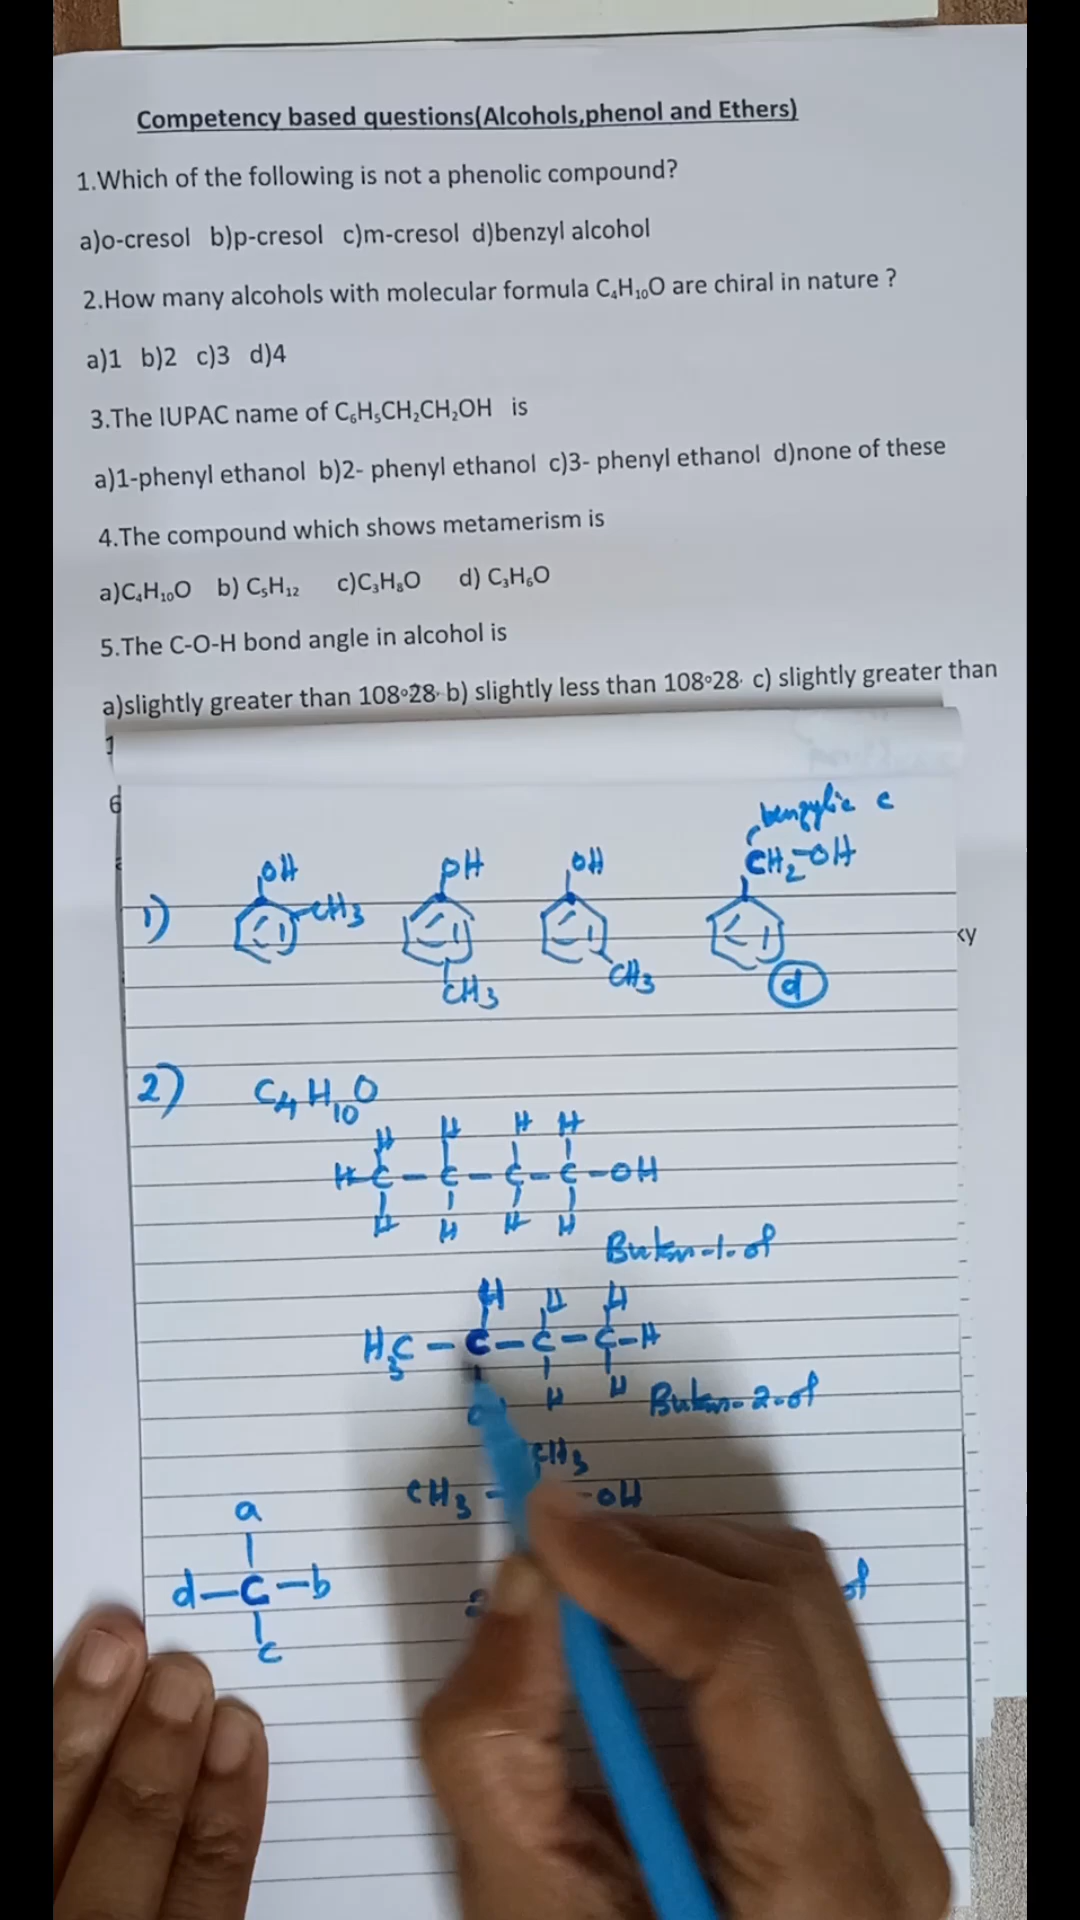 Competency based questions(Alcohols,phenol and Ethers)
1.Which of the following is not a phenolic compound?
a)o-cresol b)p-cresol c)m-cresol d)benzyl alcohol
2.How many alcohols with molecular formula C₄H₁₀O are chiral in nature ?
a)1 b)2 c)3 d)4
3.The IUPAC name of C₆H₅CH₂CH₂OH is
a)1-phenyl ethanol b)2- phenyl ethanol c)3- phenyl ethanol d)none of these
4.The compound which shows metamerism is
a)C₄H₁₀O b) C₅H₁₂ c)C₃H₈O d) C₃H₆O
5.The C-O-H bond angle in alcohol is
a)slightly greater than 108°28 b) slightly less than 108°28 c) slightly greater than
6
benzylic c
OH OH OH CH₂-OH
1) CH₃
xy
CH₃ CH₃ d
2) C₄H₁₀O
H H H H
H-C-C-C-C-OH
H H H H
Butan-1-ol
H H H
H₃C-C-C-C-H
H H Butan-2-ol
CH₃
CH₃ - -OH
a
d-C-b
ol
c